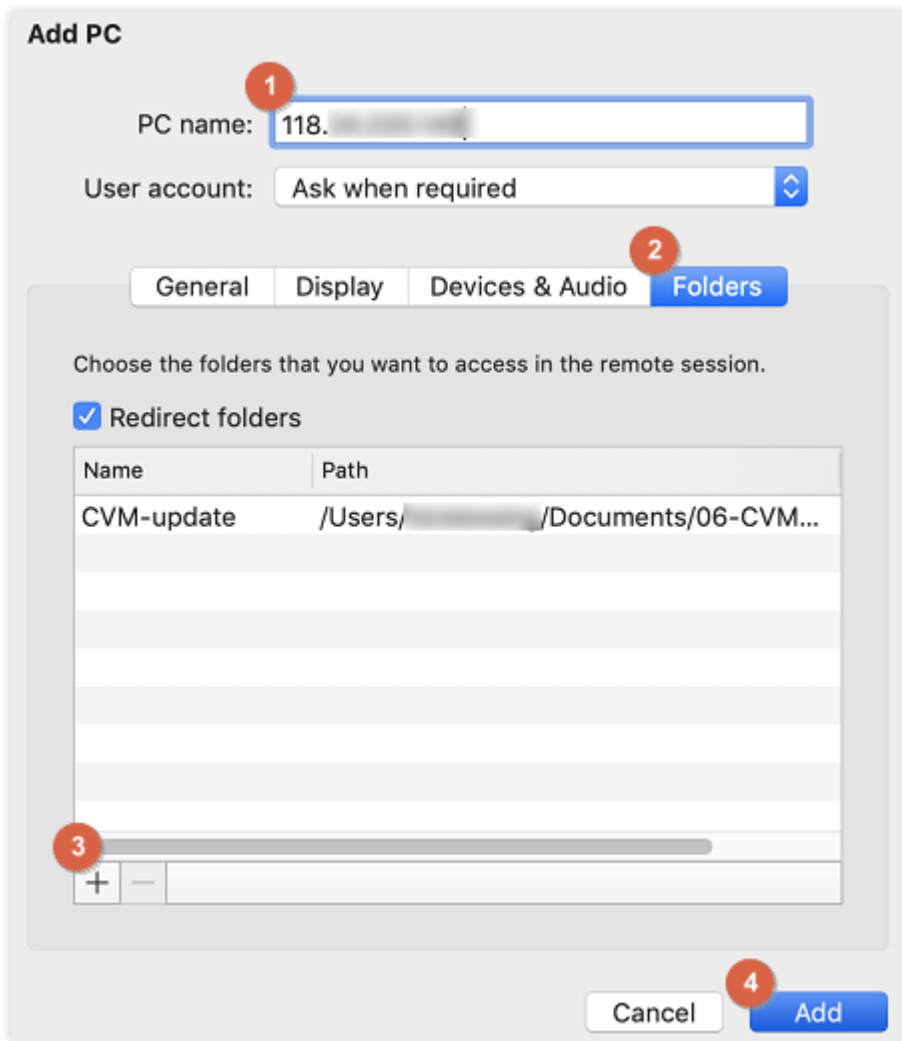 Add PC
1
PC name: 118.
User account: Ask when required
2
General Display Devices & Audio Folders
Choose the folders that you want to access in the remote session.
Redirect folders
Name Path
CVM-update /Users/ /Documents/06-CVM...
3
+ −
4
Cancel Add